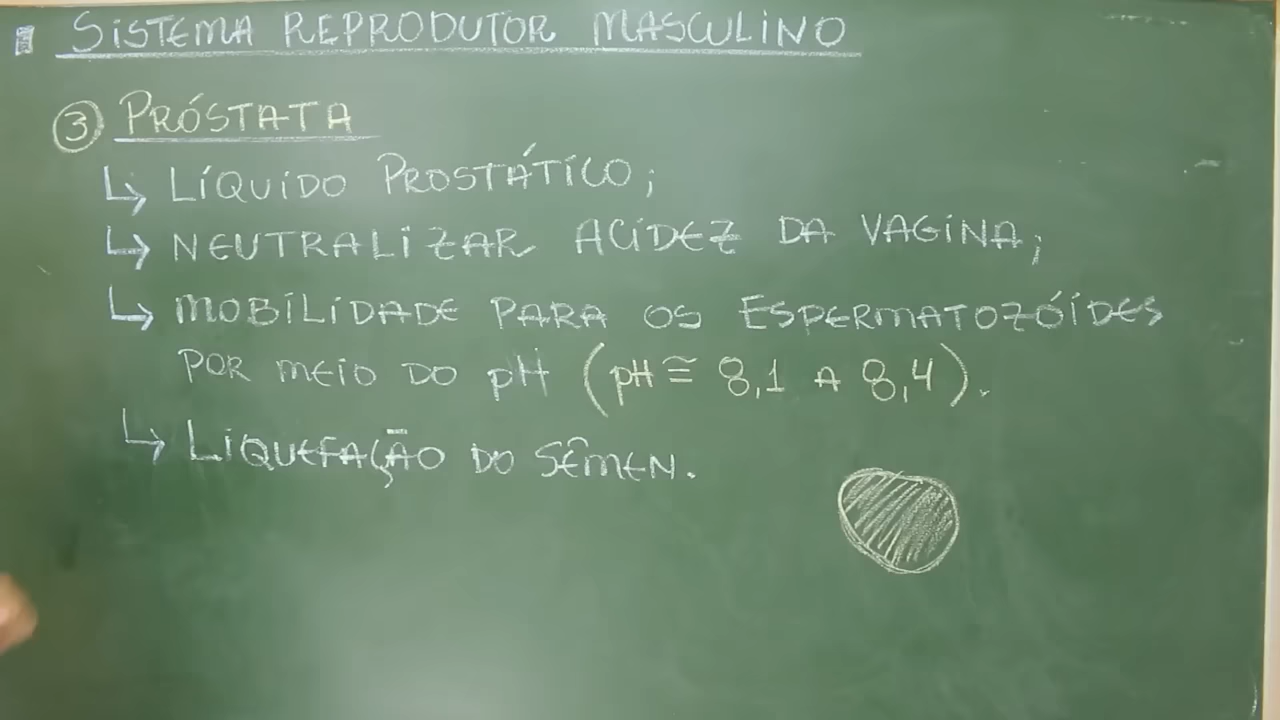 SISTEMA REPRODUTOR MASCULINO
3 PRÓSTATA
↳ LÍQUIDO PROSTÁTICO;
↳ NEUTRALIZAR ACIDEZ DA VAGINA;
↳ MOBILIDADE PARA OS ESPERMATOZÓIDES
POR MEIO DO pH (pH ≅ 8,1 A 8,4).
↳ LIQUEFAÇÃO DO SÊMEN.